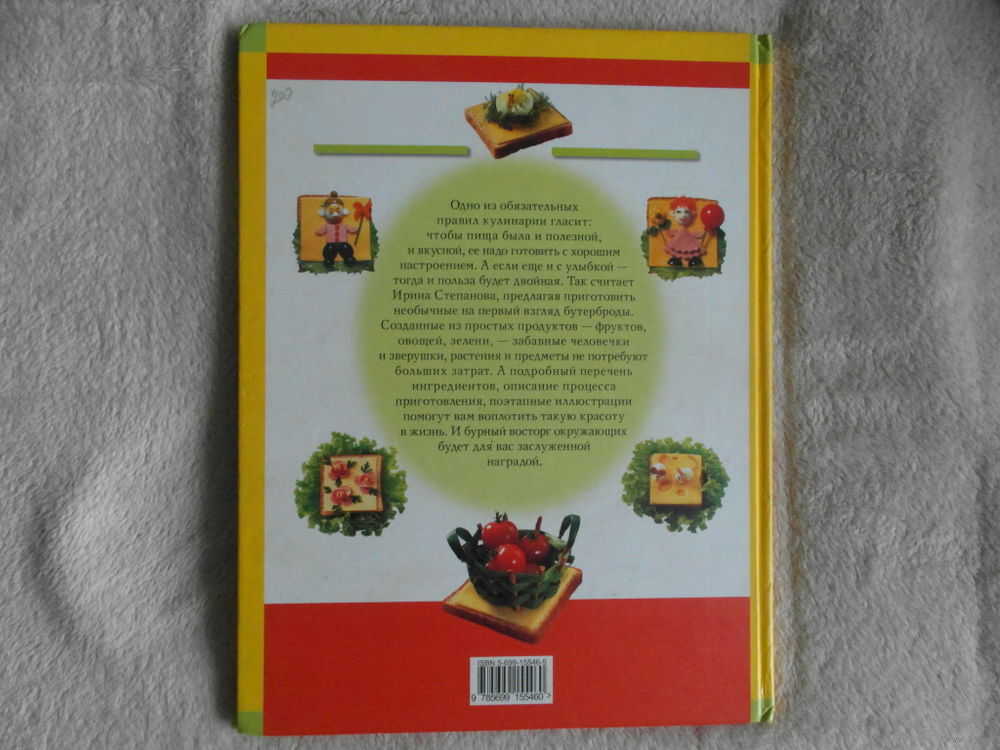 200
Одно из обязательных
правил кулинарии гласит:
чтобы пища была и полезной,
и вкусной, ее надо готовить с хорошим
настроением. А если еще и с улыбкой —
тогда и польза будет двойная. Так считает
Ирина Степанова, предлагая приготовить
необычные на первый взгляд бутерброды.
Созданные из простых продуктов — фруктов,
овощей, зелени, — забавные человечки
и зверушки, растения и предметы не потребуют
больших затрат. А подробный перечень
ингредиентов, описание процесса
приготовления, поэтапные иллюстрации
помогут вам воплотить такую красоту
в жизнь. И бурный восторг окружающих
будет для вас заслуженной
наградой.
ISBN 5-699-15546-5
9 785699 155460 >